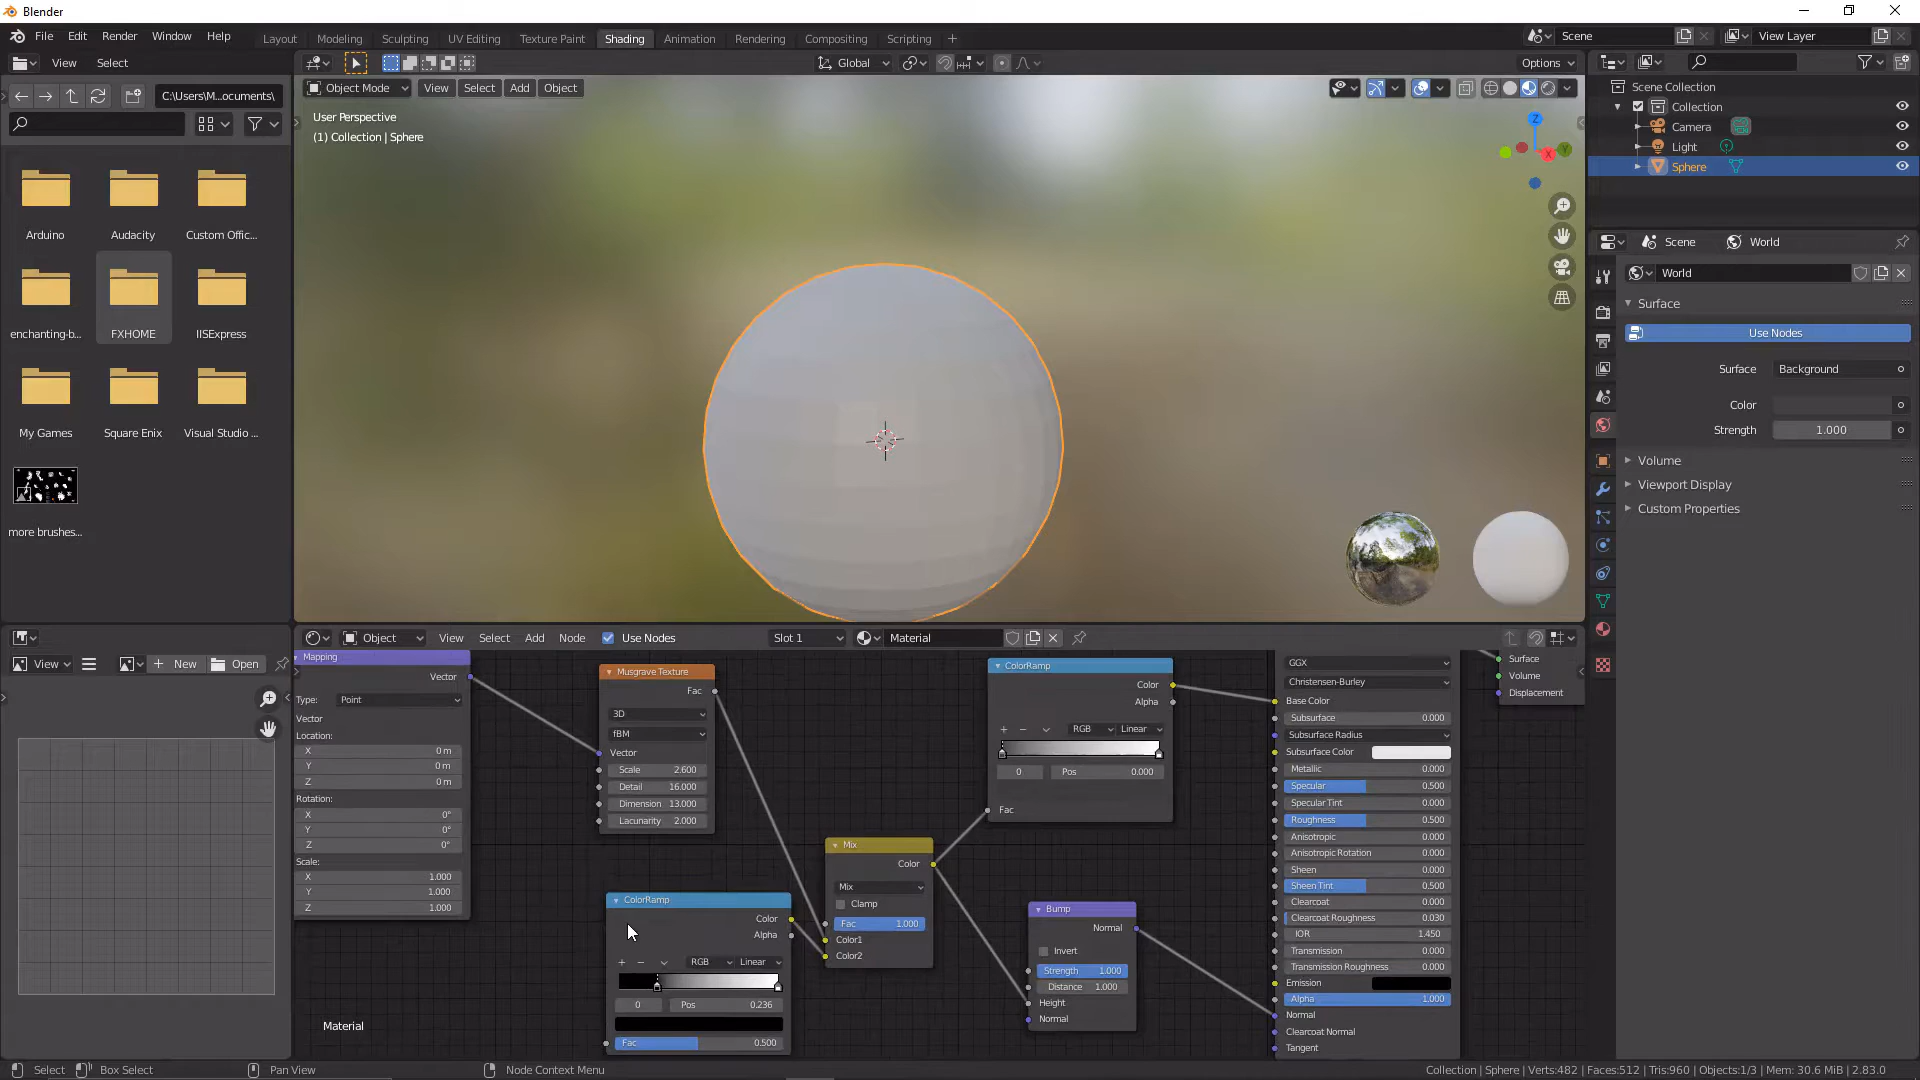 Blender
File Edit Render Window Help
Layout Modeling Sculpting UV Editing Texture Paint Shading Animation Rendering Compositing Scripting
Scene
View Layer
View Select
Global
Options
C:\Users\M...ocuments\
Object Mode View Select Add Object
User Perspective
(1) Collection | Sphere
Z
X
Y
Scene Collection
Collection
Camera
Light
Sphere
Arduino
Audacity
Custom Offic...
enchanting-b...
FXHOME
IISExpress
My Games
Square Enix
Visual Studio ...
more brushes...
Scene World
World
Surface
Use Nodes
Surface Background
Color
Strength 1.000
Volume
Viewport Display
Custom Properties
View New Open
Object View Select Add Node Use Nodes Slot 1 Material
Mapping
Vector
Type: Point
Vector
Location:
X 0 m
Y 0 m
Z 0 m
Rotation:
X 0°
Y 0°
Z 0°
Scale:
X 1.000
Y 1.000
Z 1.000
Material
Musgrave Texture
Fac
3D
fBM
Vector
Scale 2.600
Detail 16.000
Dimension 13.000
Lacunarity 2.000
ColorRamp
Color
Alpha
RGB Linear
0 Pos 0.236
Fac 0.500
Mix
Color
Mix
Clamp
Fac 1.000
Color1
Color2
ColorRamp
Color
Alpha
RGB Linear
0 Pos 0.000
Fac
Bump
Normal
Invert
Strength 1.000
Distance 1.000
Height
Normal
GGX
Christensen-Burley
Base Color
Subsurface 0.000
Subsurface Radius
Subsurface Color
Metallic 0.000
Specular 0.500
Specular Tint 0.000
Roughness 0.500
Anisotropic 0.000
Anisotropic Rotation 0.000
Sheen 0.000
Sheen Tint 0.500
Clearcoat 0.000
Clearcoat Roughness 0.030
IOR 1.450
Transmission 0.000
Transmission Roughness 0.000
Emission
Alpha 1.000
Normal
Clearcoat Normal
Tangent
Surface
Volume
Displacement
Select Box Select Pan View Node Context Menu
Collection | Sphere | Verts:482 | Faces:512 | Tris:960 | Objects:1/3 | Mem: 30.6 MiB | 2.83.0